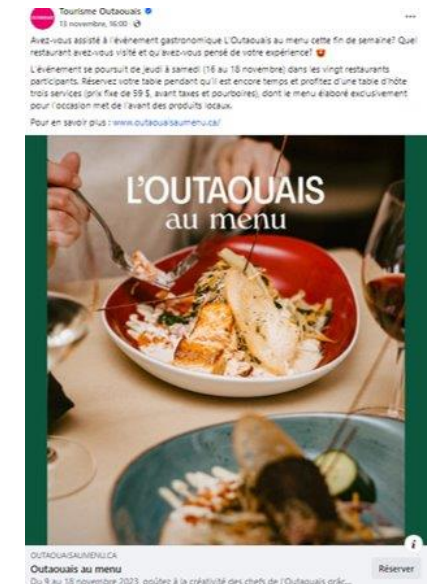 Tourisme Outaouais
13 novembre, 16:00 ·
Avez-vous assisté à l'événement gastronomique L'Outaouais au menu cette fin de semaine? Quel
restaurant avez-vous visité et qu'avez-vous pensé de votre expérience?
L'événement se poursuit de jeudi à samedi (16 au 18 novembre) dans les vingt restaurants
participants. Réservez votre table pendant qu'il est encore temps et profitez d'une table d'hôte
trois services (prix fixe de 59 $, avant taxes et pourboires), dont le menu élaboré exclusivement
pour l'occasion met de l'avant des produits locaux.
Pour en savoir plus : www.outaouaisaumenu.ca/
L'OUTAOUAIS
au menu
OUTAOUAISAUMENU.CA
Outaouais au menu
Réserver
Du 9 au 18 novembre 2023, goûtez à la créativité des chefs de l'Outaouais grâc...